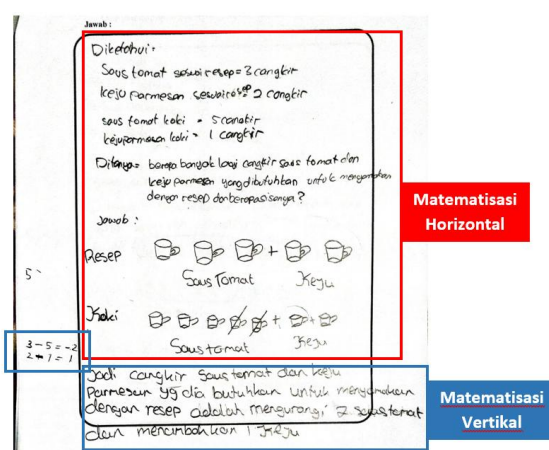 Jawab :
Diketahui :
Saus tomat sesuai resep = 3 cangkir
keju parmesan sesuai resep = 2 cangkir
saus tomat koki = 5 cangkir
keju parmesan koki = 1 cangkir
Ditanya = berapa banyak lagi cangkir saus tomat dan
keju parmesan yang dibutuhkan untuk menyamakan
dengan resep dan berapa sisanya ?
Jawab :
Resep
+
Saus Tomat Keju
5
Koki
+ +
Saus tomat Keju
3 - 5 = -2
2 - 1 = 1
Jadi cangkir saus tomat dan keju
Parmesan yg dia butuhkan untuk menyamakan
dengan resep adalah mengurangi 2 saus tomat
dan menambahkan 1 Keju
Matematisasi
Horizontal
Matematisasi
Vertikal